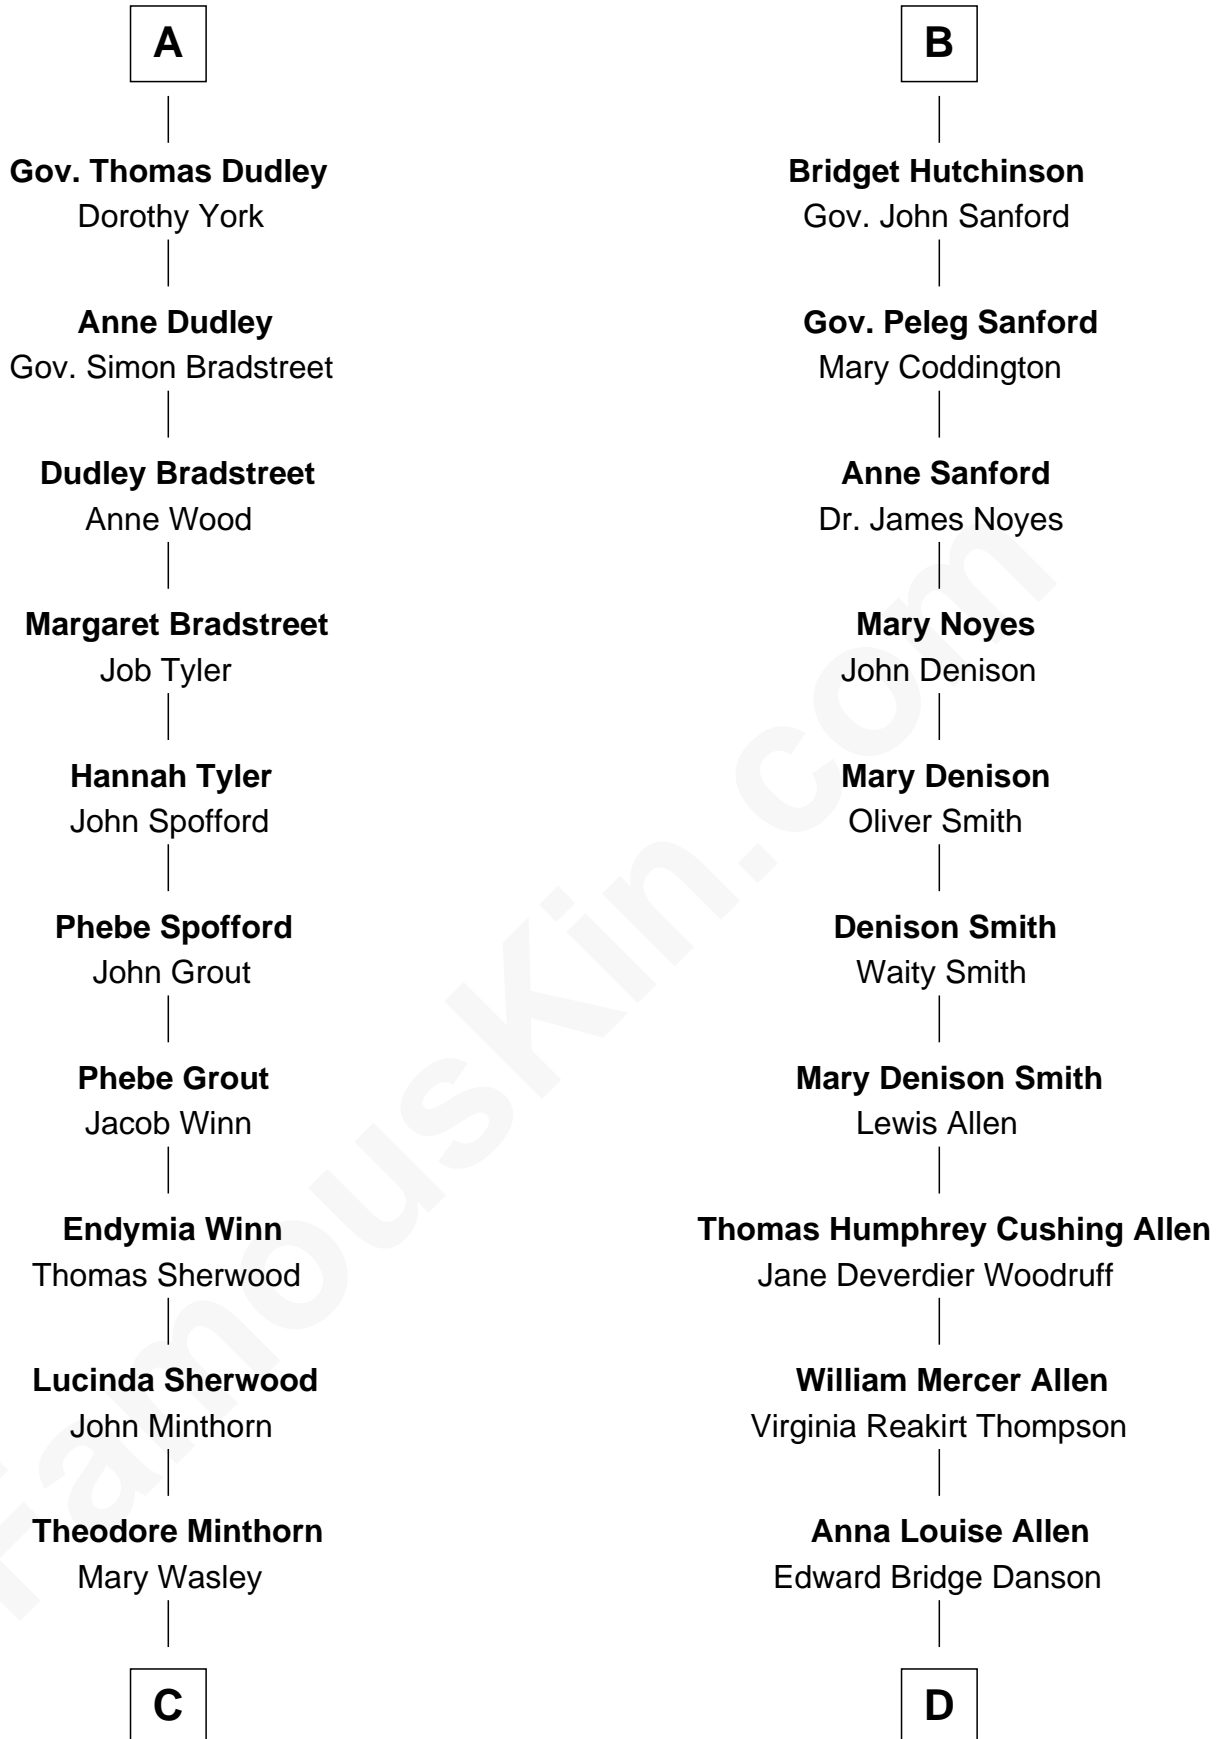 A
Gov. Thomas Dudley
Dorothy York
Anne Dudley
Gov. Simon Bradstreet
Dudley Bradstreet
Anne Wood
Margaret Bradstreet
Job Tyler
Hannah Tyler
John Spofford
Phebe Spofford
John Grout
Phebe Grout
Jacob Winn
Endymia Winn
Thomas Sherwood
Lucinda Sherwood
John Minthorn
Theodore Minthorn
Mary Wasley
C
B
Bridget Hutchinson
Gov. John Sanford
Gov. Peleg Sanford
Mary Coddington
Anne Sanford
Dr. James Noyes
Mary Noyes
John Denison
Mary Denison
Oliver Smith
Denison Smith
Waity Smith
Mary Denison Smith
Lewis Allen
Thomas Humphrey Cushing Allen
Jane Deverdier Woodruff
William Mercer Allen
Virginia Reakirt Thompson
Anna Louise Allen
Edward Bridge Danson
D
FamousKin.com